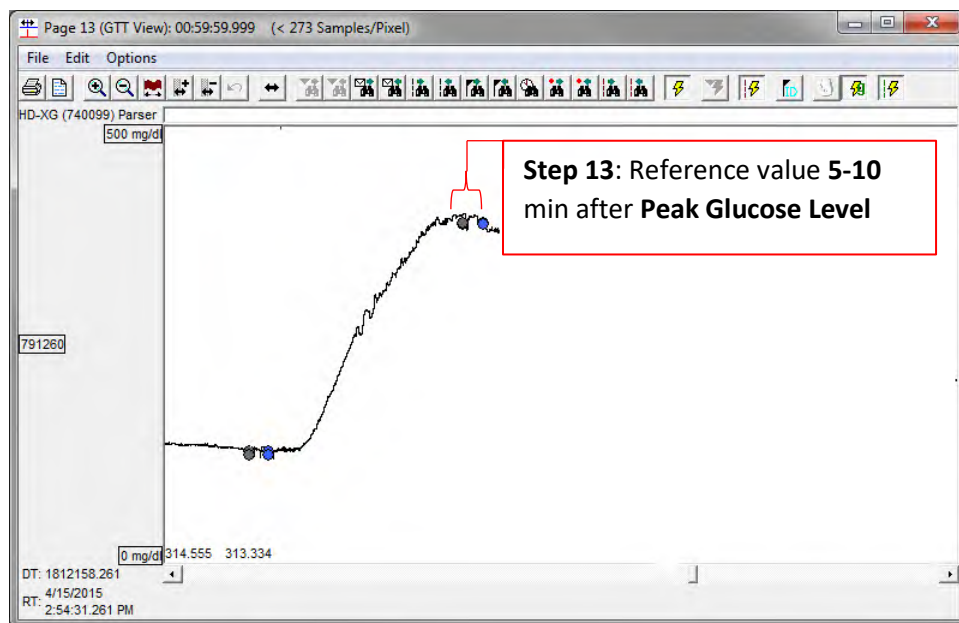 Page 13 (GTT View): 00:59:59.999 (< 273 Samples/Pixel)
File Edit Options
HD-XG (740099) Parser
500 mg/dl
Step 13: Reference value 5-10
min after Peak Glucose Level
791260
0 mg/dl
314.555 313.334
DT: 1812158.261
RT: 4/15/2015
2:54:31.261 PM